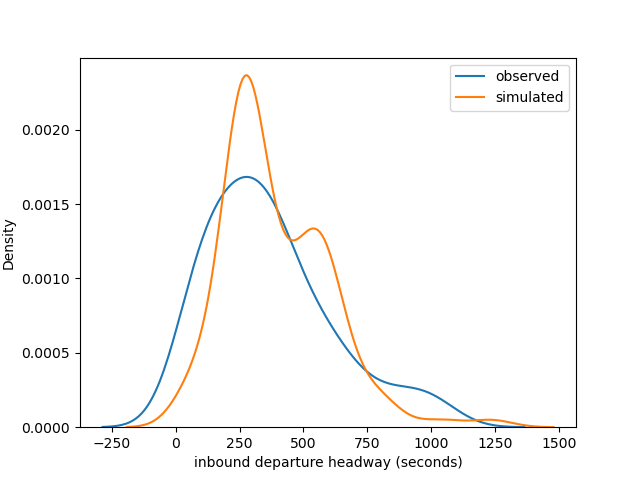 observed
simulated
0.0020
0.0015
0.0010
0.0005
0.0000
Density
−250 0 250 500 750 1000 1250 1500
inbound departure headway (seconds)